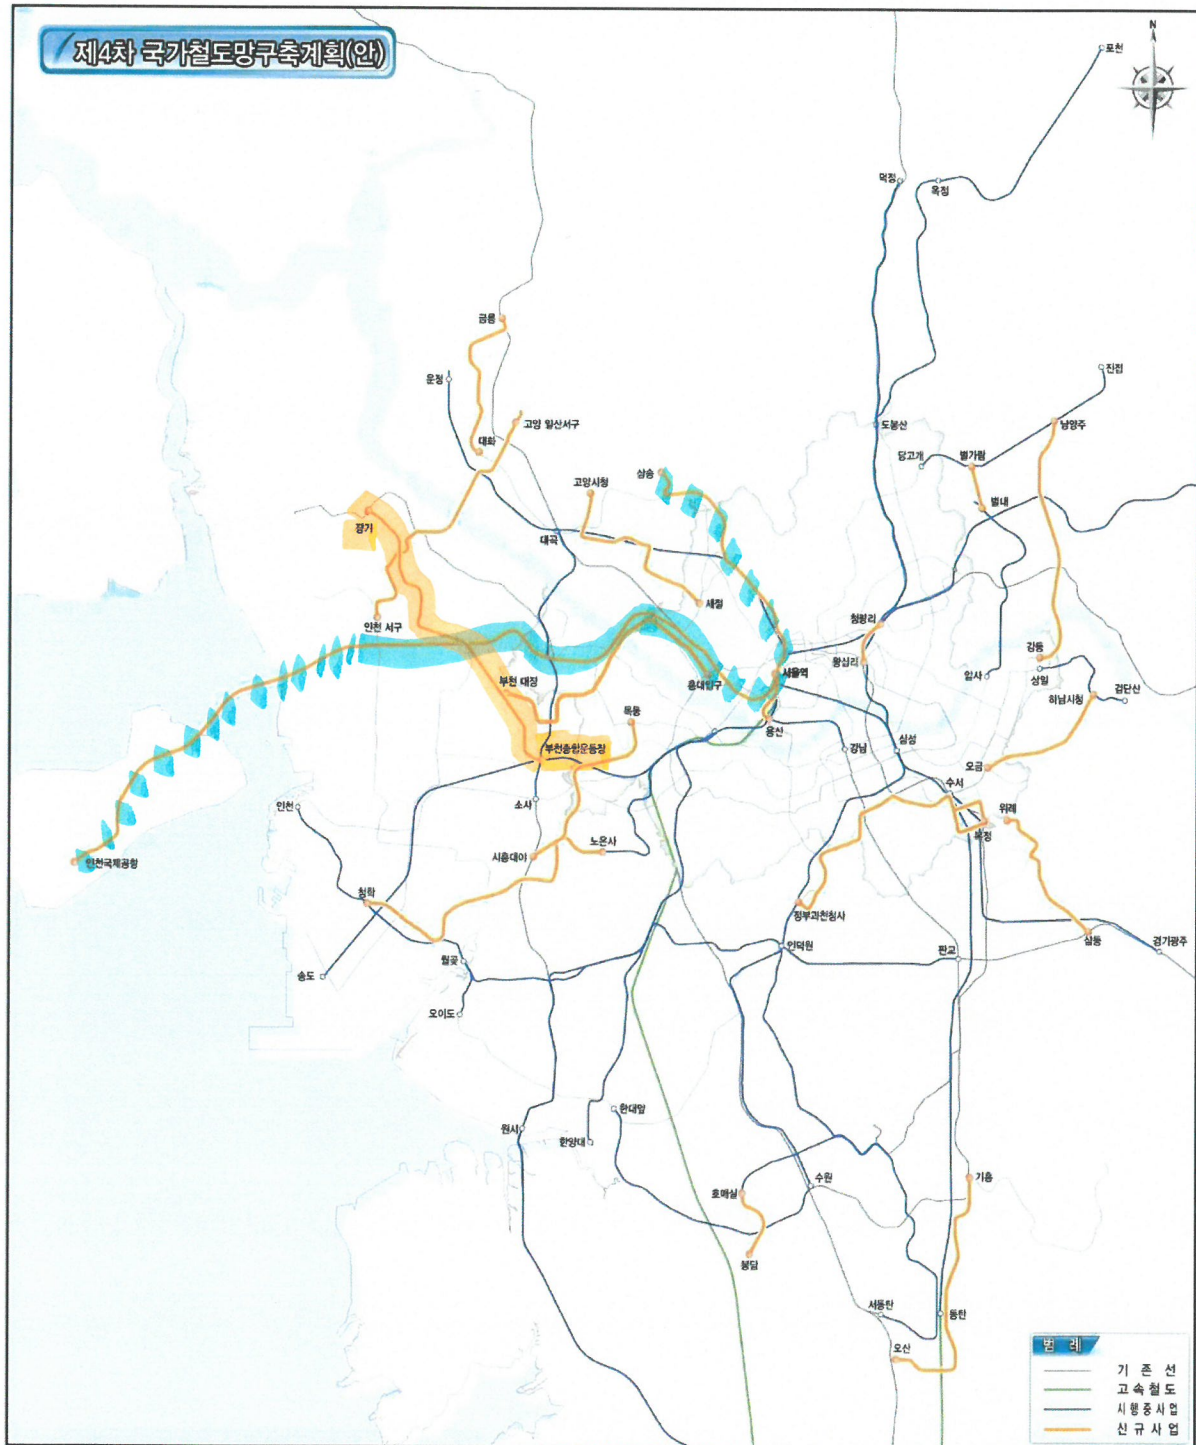 제4차 국가철도망구축계획(안)
N
포천
덕정
옥정
금릉
운정
진접
고양 일산서구
대화
도봉산
남양주
당고개
별가람
삼송
고양시청
별내
장기
대곡
세절
인천 서구
청량리
왕십리
강동
상일
암사
서울역
홍대입구
부천 대장
하남시청
검단산
목동
용산
부천종합운동장
강남
삼성
오금
수서
인천
소사
위례
복정
노온사
시흥대야
인천국제공항
청학
정부과천청사
인덕원
삼동
판교
경기광주
월곶
송도
오이도
한대앞
원시
한양대
수원
기흥
호매실
봉담
서동탄
동탄
오산
범 례
기 존 선
고 속 철 도
시 행 중 사 업
신 규 사 업